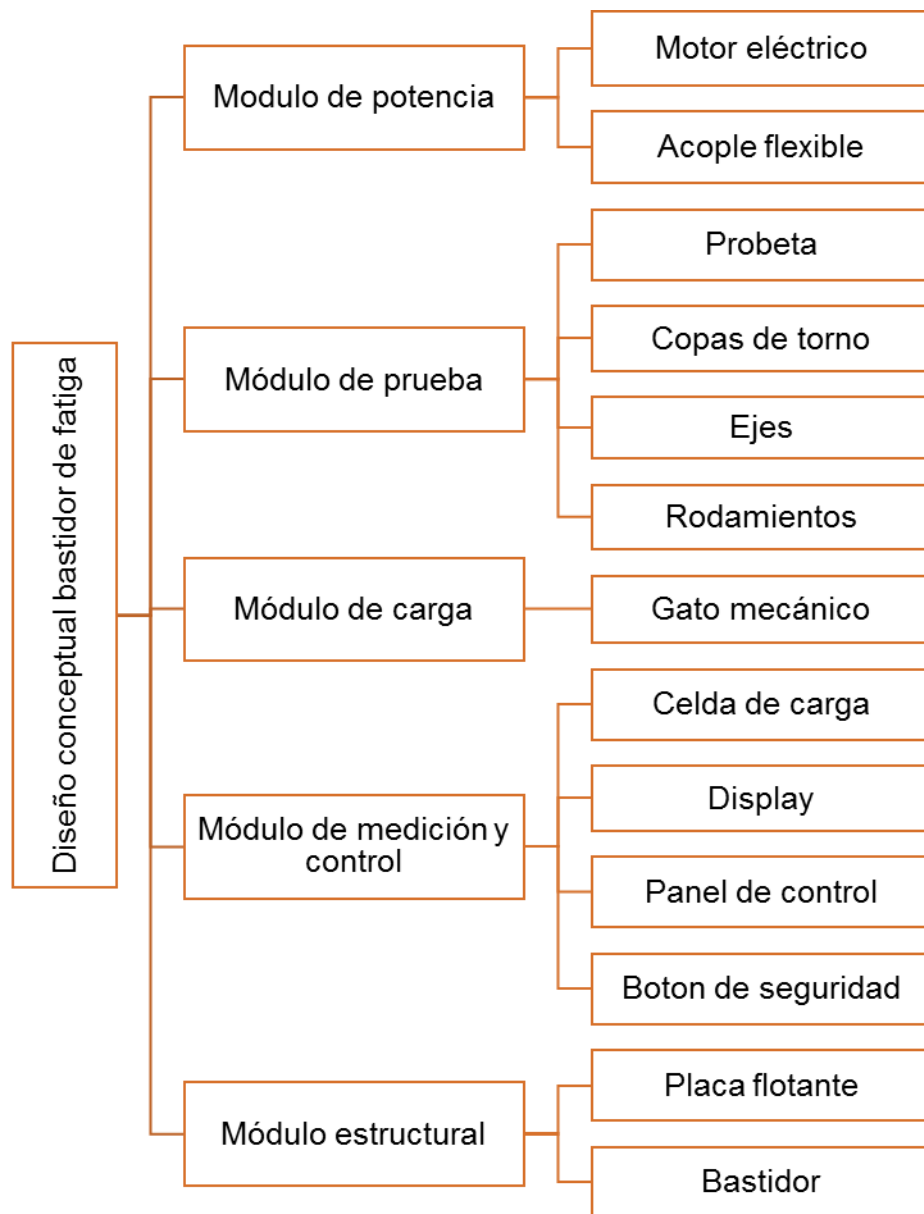 Diseño conceptual bastidor de fatiga
Modulo de potencia
Motor eléctrico
Acople flexible
Módulo de prueba
Probeta
Copas de torno
Ejes
Rodamientos
Módulo de carga
Gato mecánico
Módulo de medición y
control
Celda de carga
Display
Panel de control
Boton de seguridad
Módulo estructural
Placa flotante
Bastidor